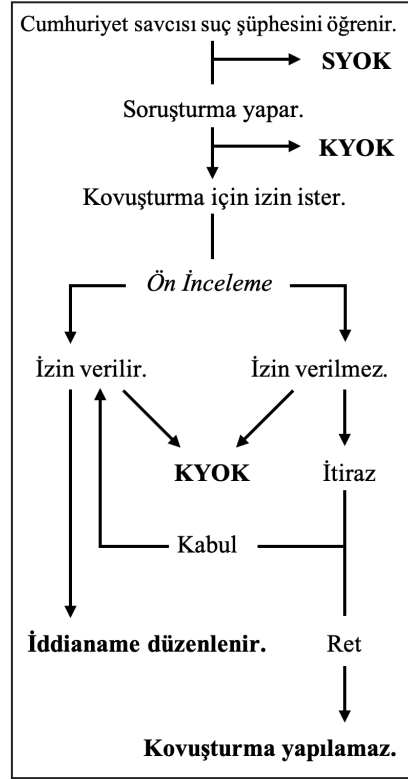 Cumhuriyet savcısı suç şüphesini öğrenir.
SYOK
Soruşturma yapar.
KYOK
Kovuşturma için izin ister.
Ön İnceleme
İzin verilir.
İzin verilmez.
KYOK
İtiraz
Kabul
İddianame düzenlenir.
Ret
Kovuşturma yapılamaz.